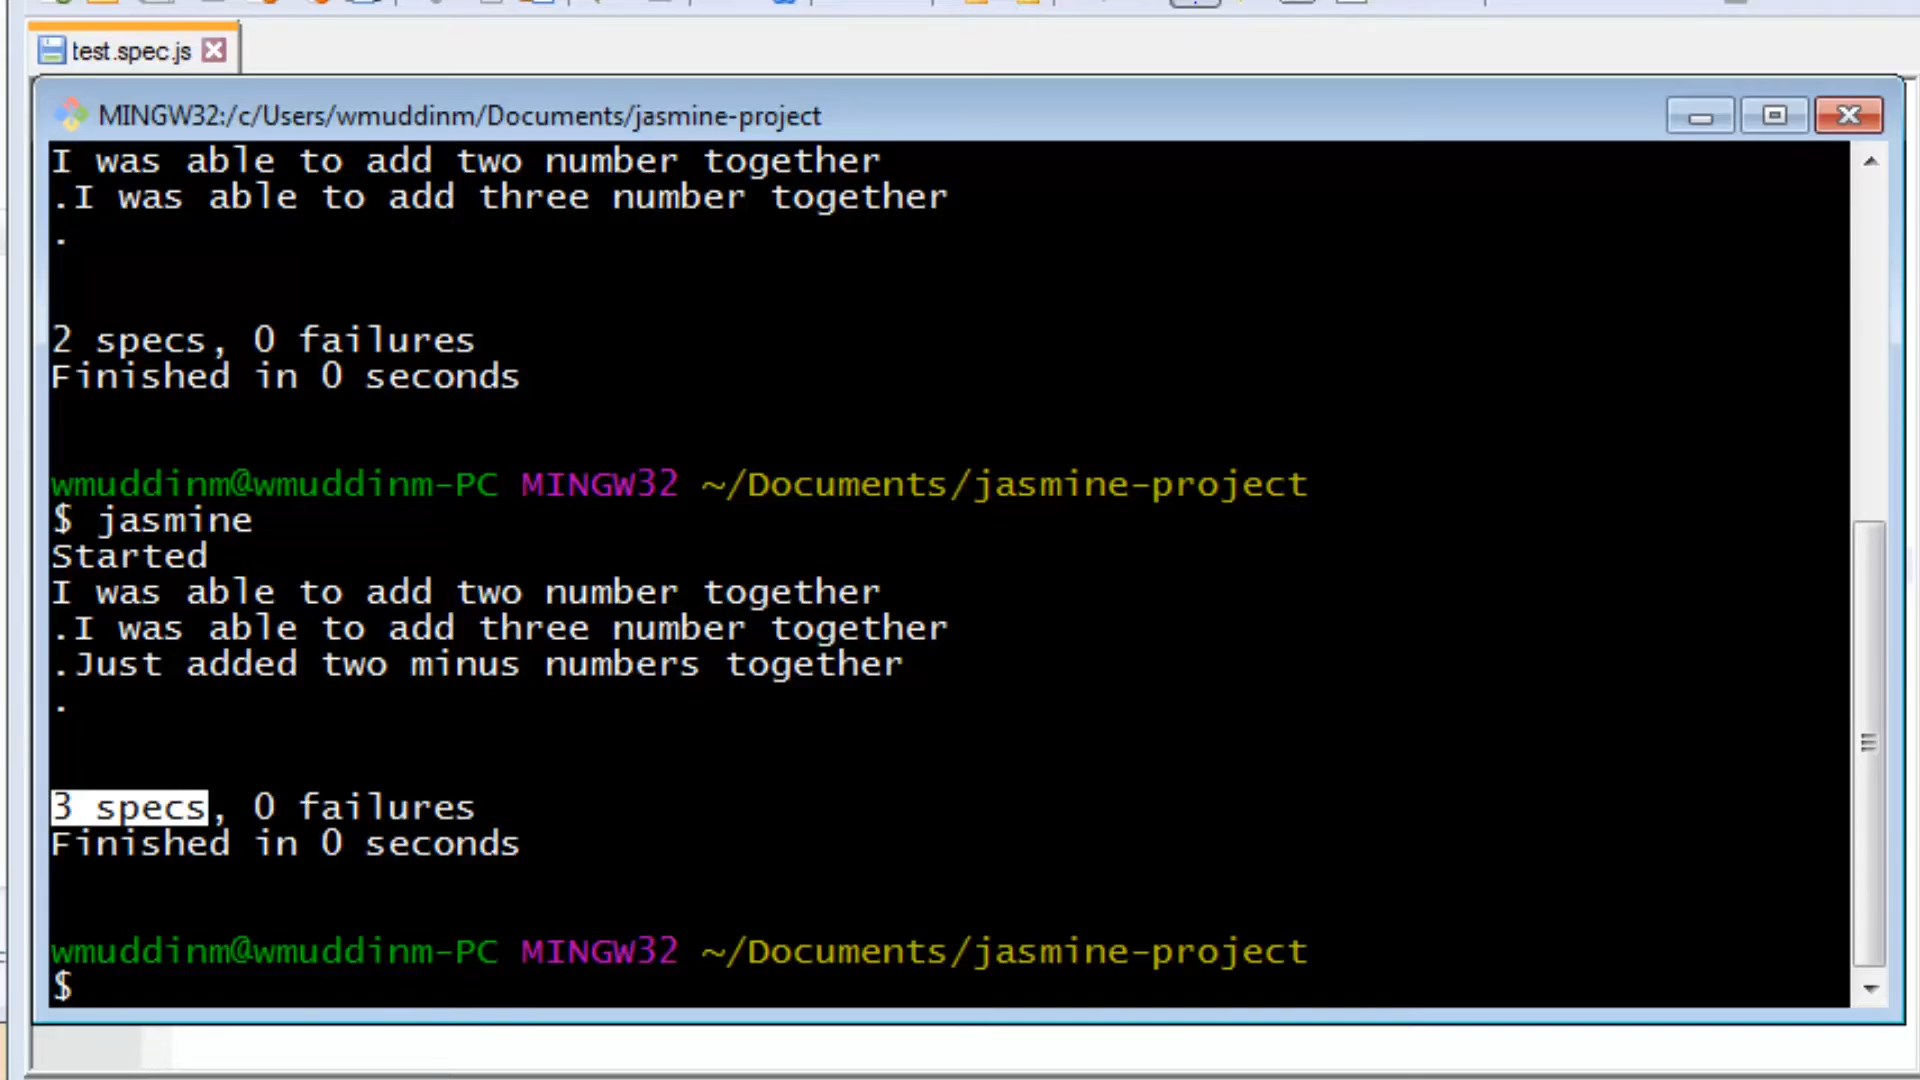 test.spec.js
MINGW32:/c/Users/wmuddinm/Documents/jasmine-project
I was able to add two number together
.I was able to add three number together
.
2 specs, 0 failures
Finished in 0 seconds
wmuddinm@wmuddinm-PC MINGW32 ~/Documents/jasmine-project
$ jasmine
Started
I was able to add two number together
.I was able to add three number together
.Just added two minus numbers together
.
3 specs, 0 failures
Finished in 0 seconds
wmuddinm@wmuddinm-PC MINGW32 ~/Documents/jasmine-project
$